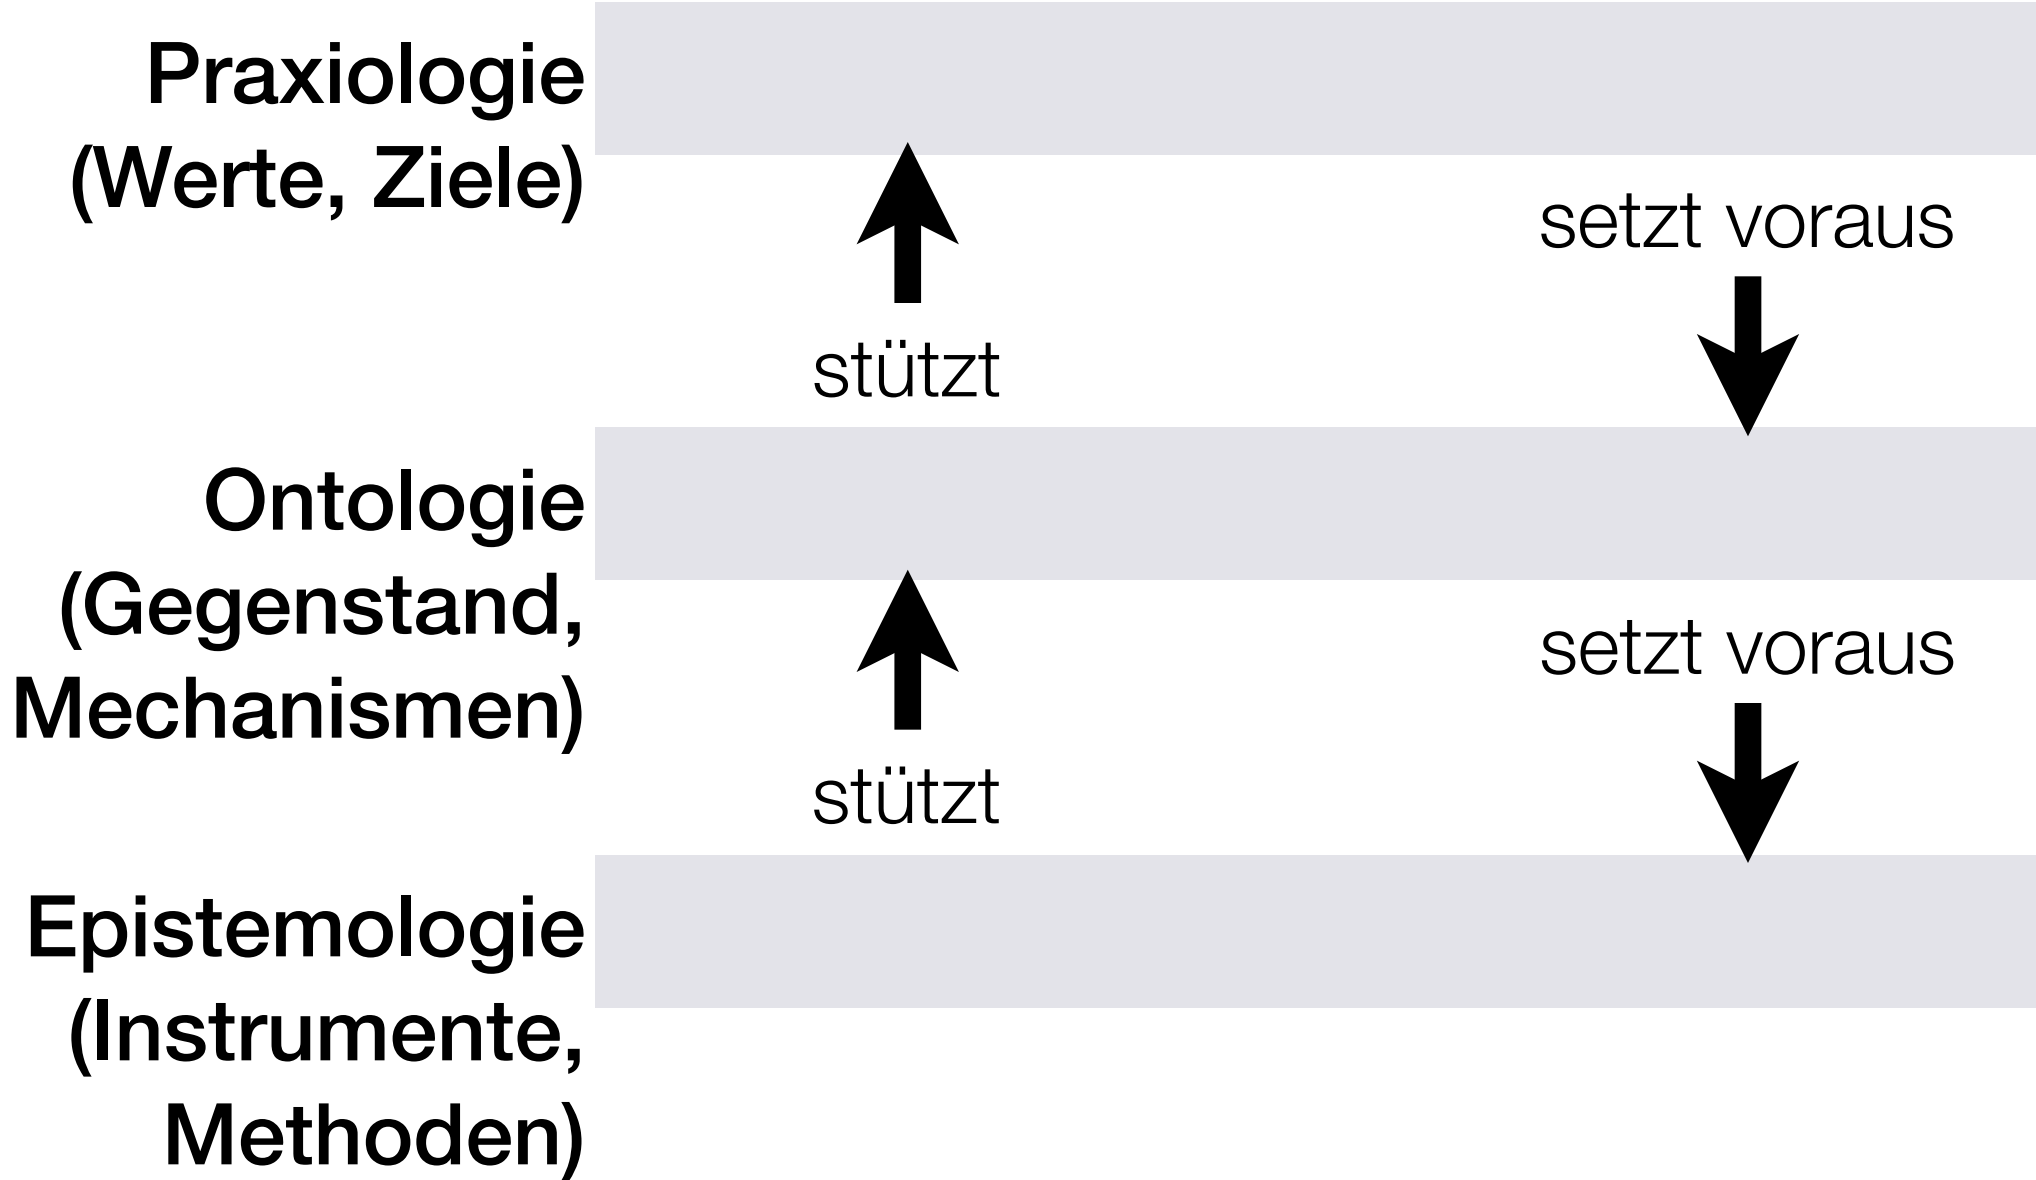 Praxiologie
(Werte, Ziele)
setzt voraus
stützt
Ontologie
(Gegenstand,
Mechanismen)
setzt voraus
stützt
Epistemologie
(Instrumente,
Methoden)